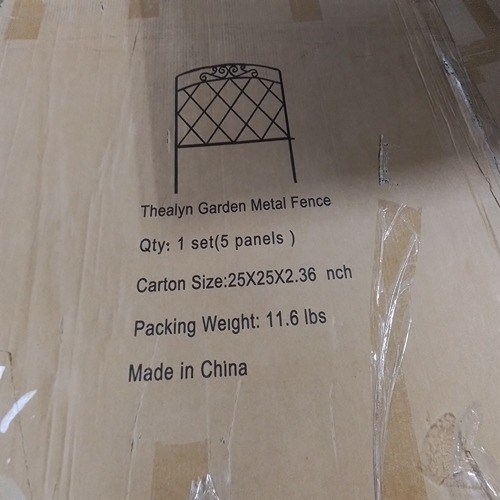 Thealyn Garden Metal Fence
Qty: 1 set(5 panels )
Carton Size:25X25X2.36 nch
Packing Weight: 11.6 lbs
Made in China